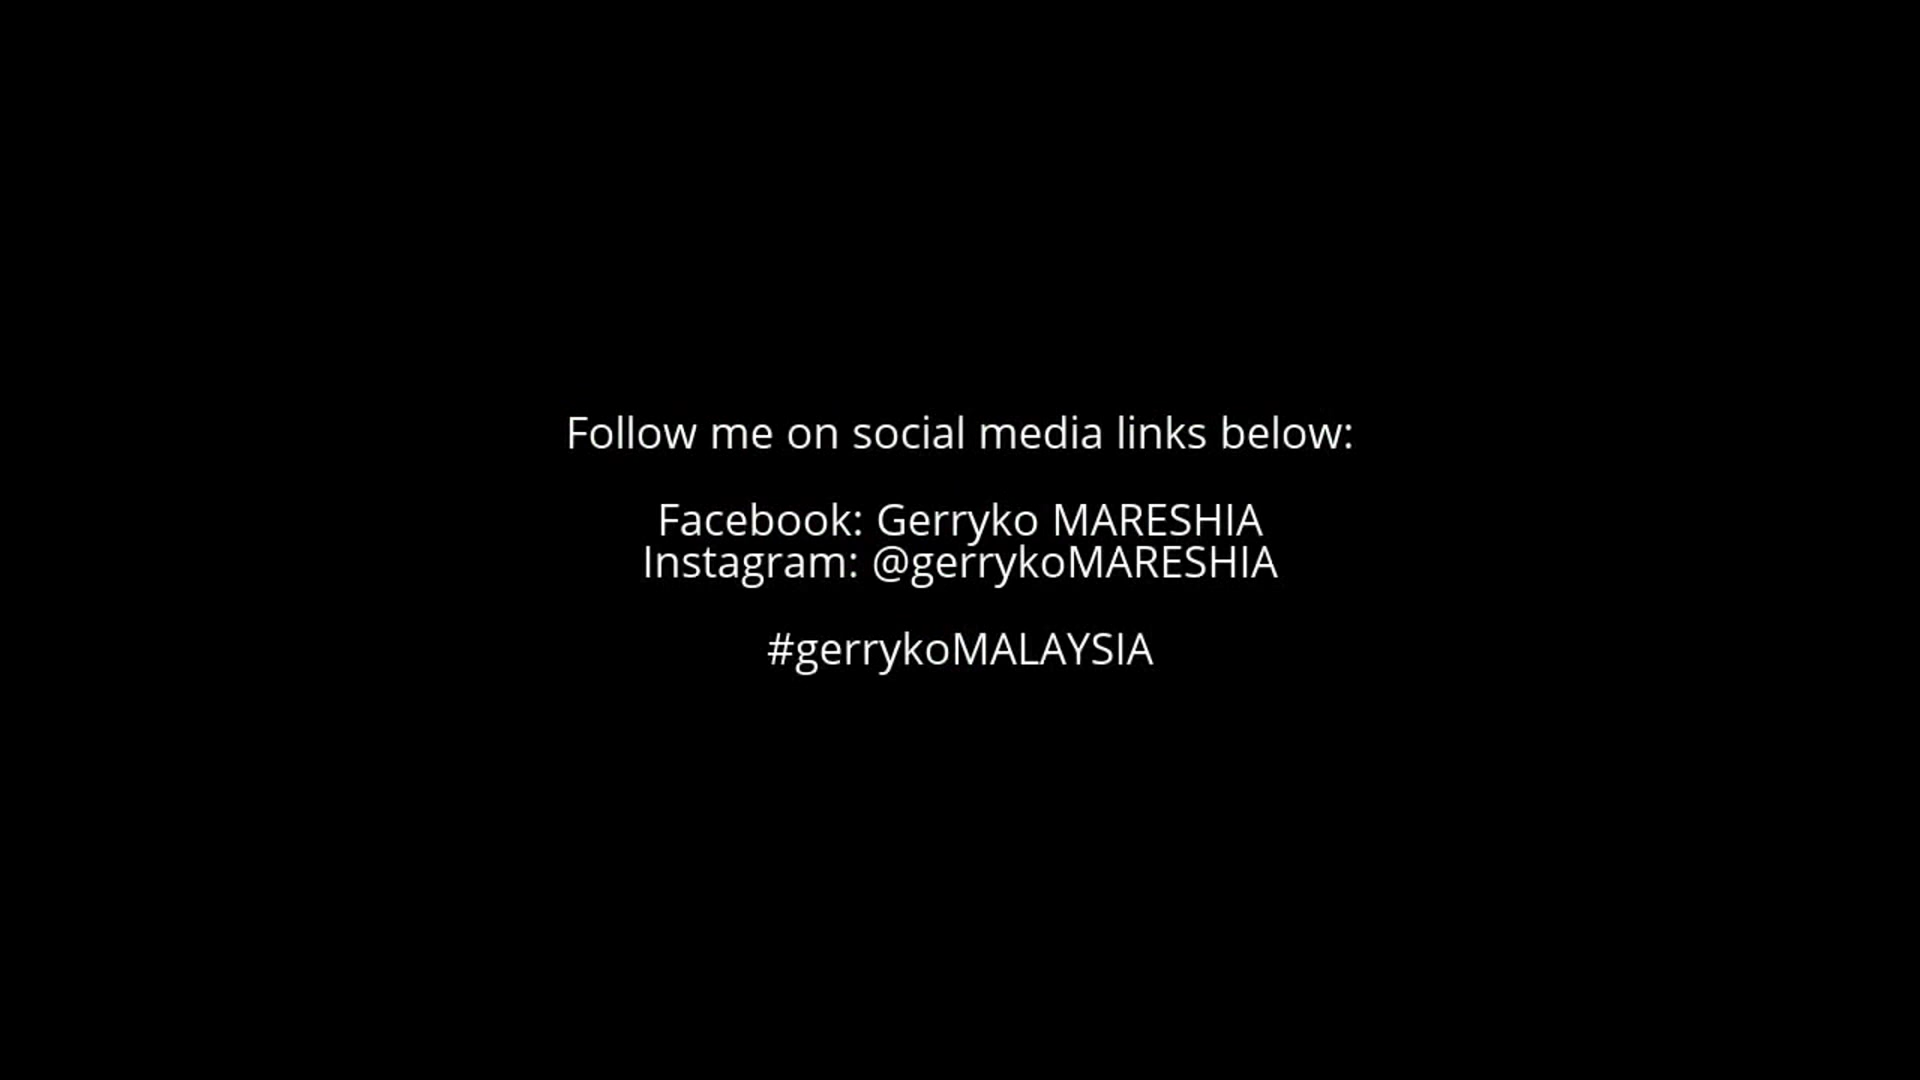 Follow me on social media links below:
Facebook: Gerryko MARESHIA
Instagram: @gerrykoMARESHIA
#gerrykoMALAYSIA